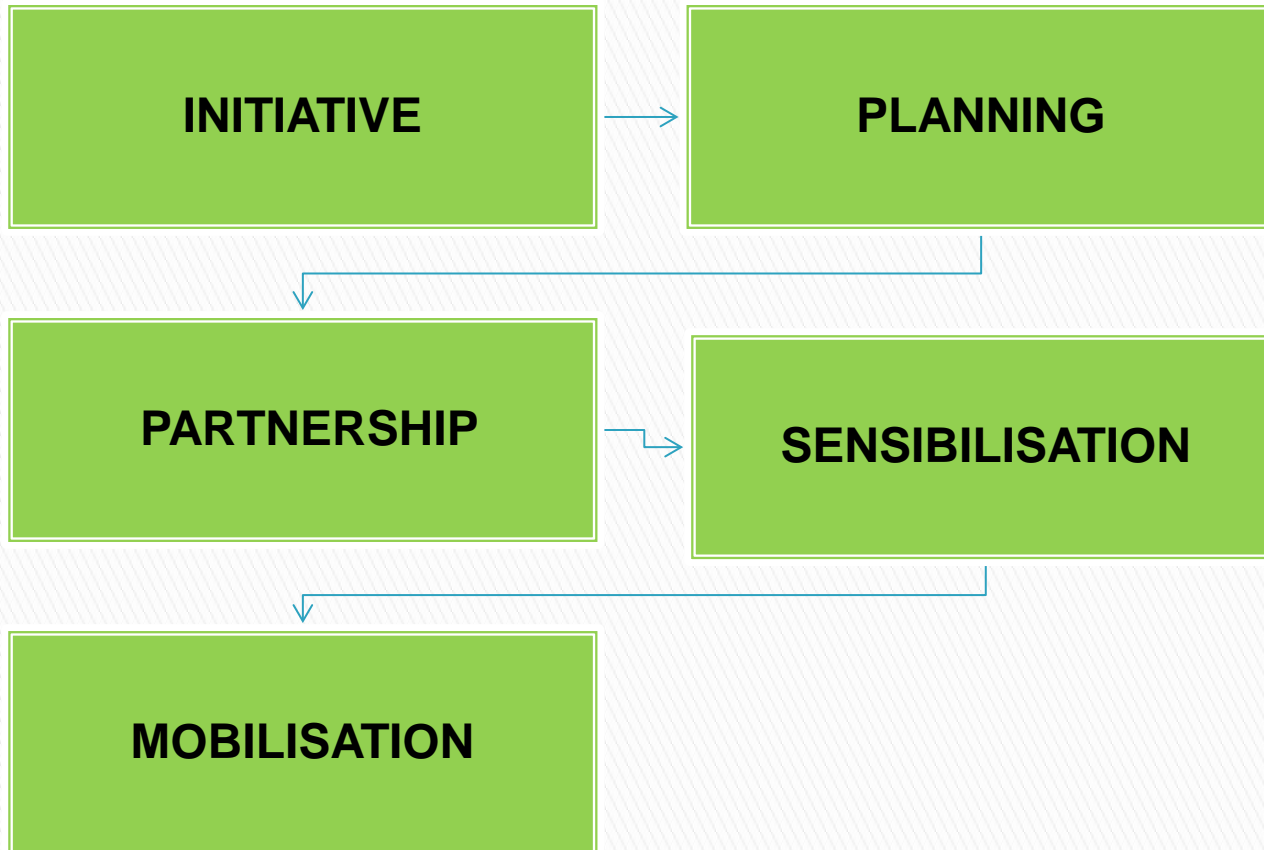 INITIATIVE
PLANNING
PARTNERSHIP
SENSIBILISATION
MOBILISATION